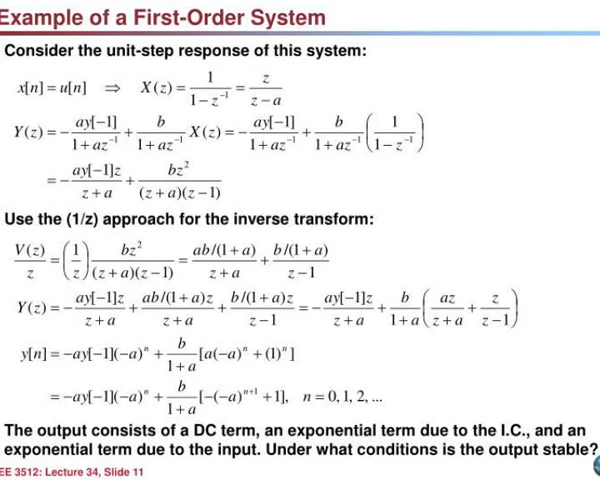 Example of a First-Order System
Consider the unit-step response of this system:
x[n] = u[n] ⇒ X(z) = 1/(1 − z⁻¹) = z/(z − a)
Y(z) = − ay[−1]/(1 + az⁻¹) + b/(1 + az⁻¹) X(z) = − ay[−1]/(1 + az⁻¹) + b/(1 + az⁻¹) (1/(1 − z⁻¹))
= − ay[−1]z/(z + a) + bz²/((z + a)(z − 1))
Use the (1/z) approach for the inverse transform:
V(z)/z = (1/z) bz²/((z + a)(z − 1)) = ab/(1 + a)/(z + a) + b/(1 + a)/(z − 1)
Y(z) = − ay[−1]z/(z + a) + ab/(1 + a)z/(z + a) + b/(1 + a)z/(z − 1) = − ay[−1]z/(z + a) + b/(1 + a) (az/(z + a) + z/(z − 1))
y[n] = −ay[−1](−a)ⁿ + b/(1 + a) [a(−a)ⁿ + (1)ⁿ]
= −ay[−1](−a)ⁿ + b/(1 + a) [−(−a)ⁿ⁺¹ + 1], n = 0, 1, 2, ...
The output consists of a DC term, an exponential term due to the I.C., and an
exponential term due to the input. Under what conditions is the output stable?
EE 3512: Lecture 34, Slide 11